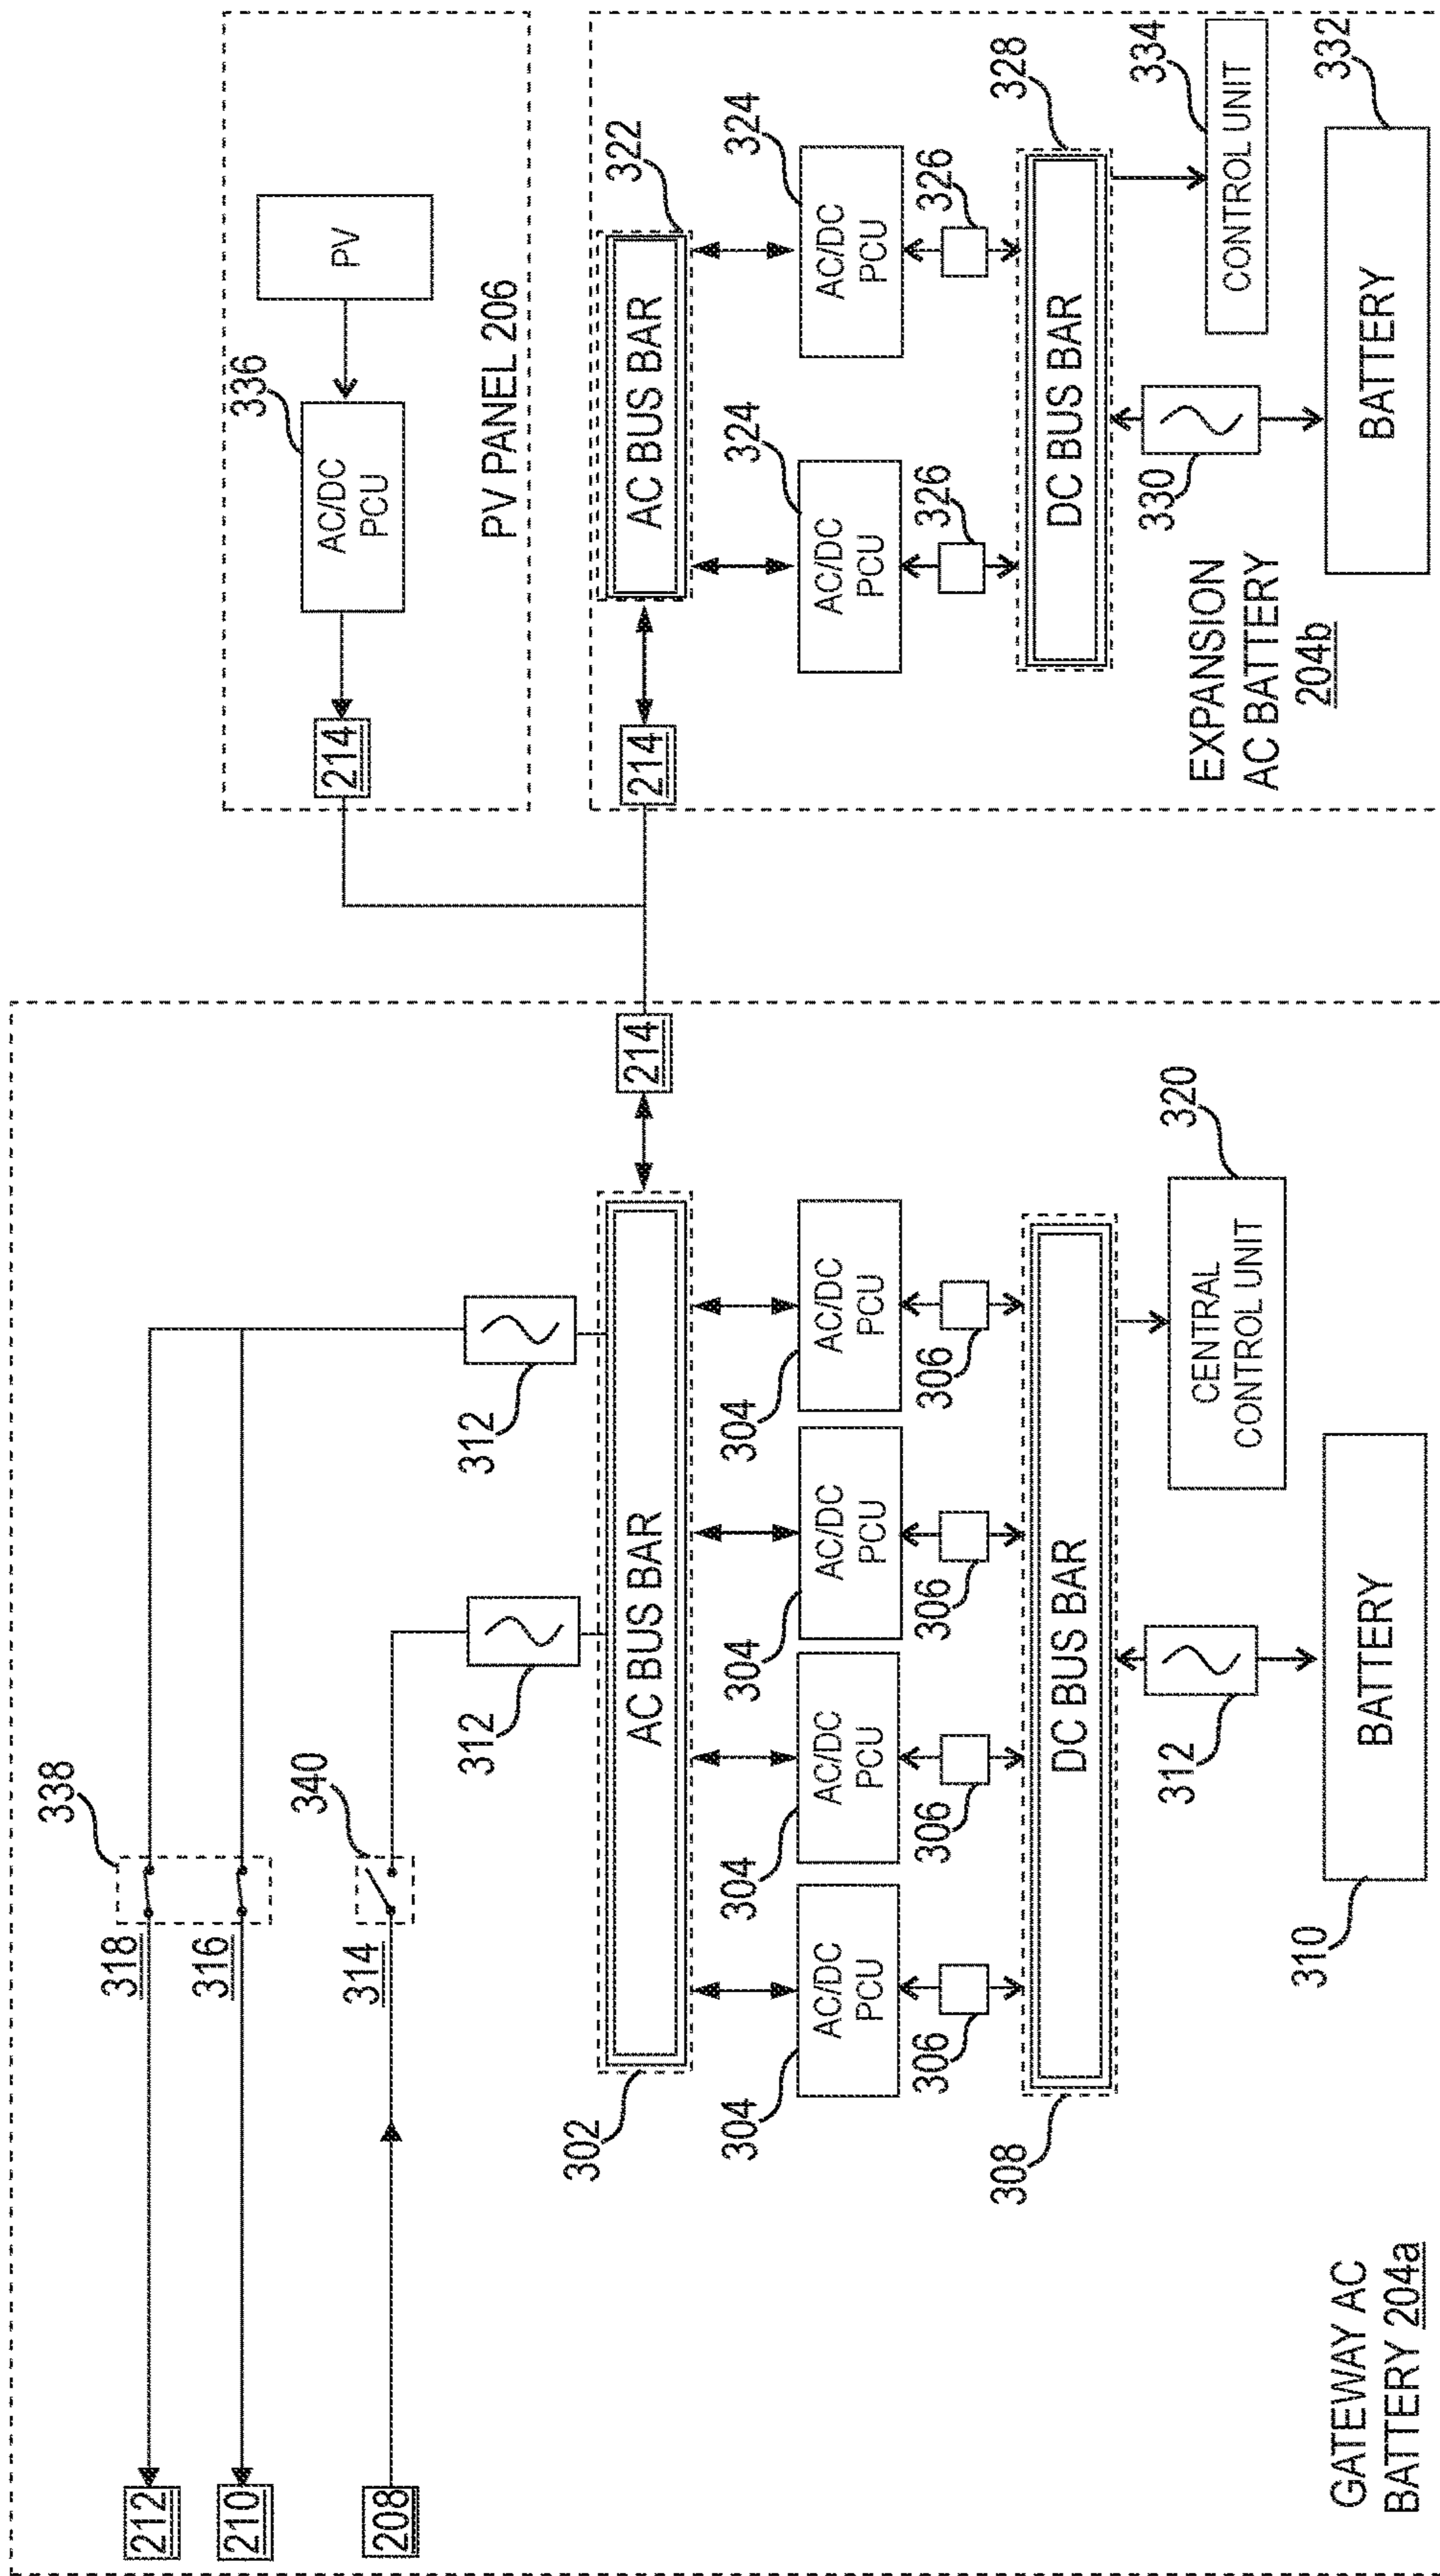 212
210
208
318
316
314
338
340
312
312
302
AC BUS BAR
214
304
304
304
304
AC/DC
PCU
AC/DC
PCU
AC/DC
PCU
AC/DC
PCU
306
306
306
306
308
DC BUS BAR
312
320
CENTRAL
CONTROL UNIT
310
BATTERY
GATEWAY AC
BATTERY 204a
214
336
AC/DC
PCU
PV
PV PANEL 206
214
322
AC BUS BAR
324
324
AC/DC
PCU
AC/DC
PCU
326
326
328
DC BUS BAR
330
334
CONTROL UNIT
332
BATTERY
EXPANSION
AC BATTERY
204b